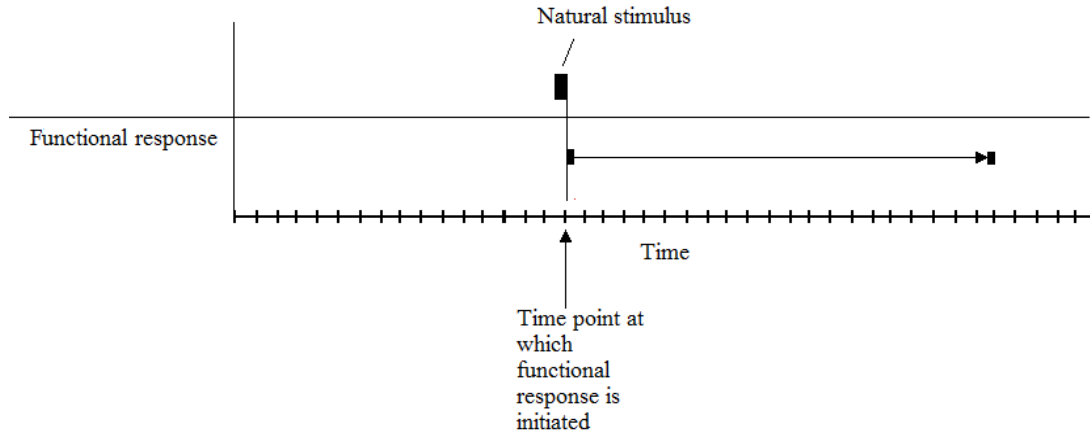 Natural stimulus
Functional response
Time
Time point at
which
functional
response is
initiated